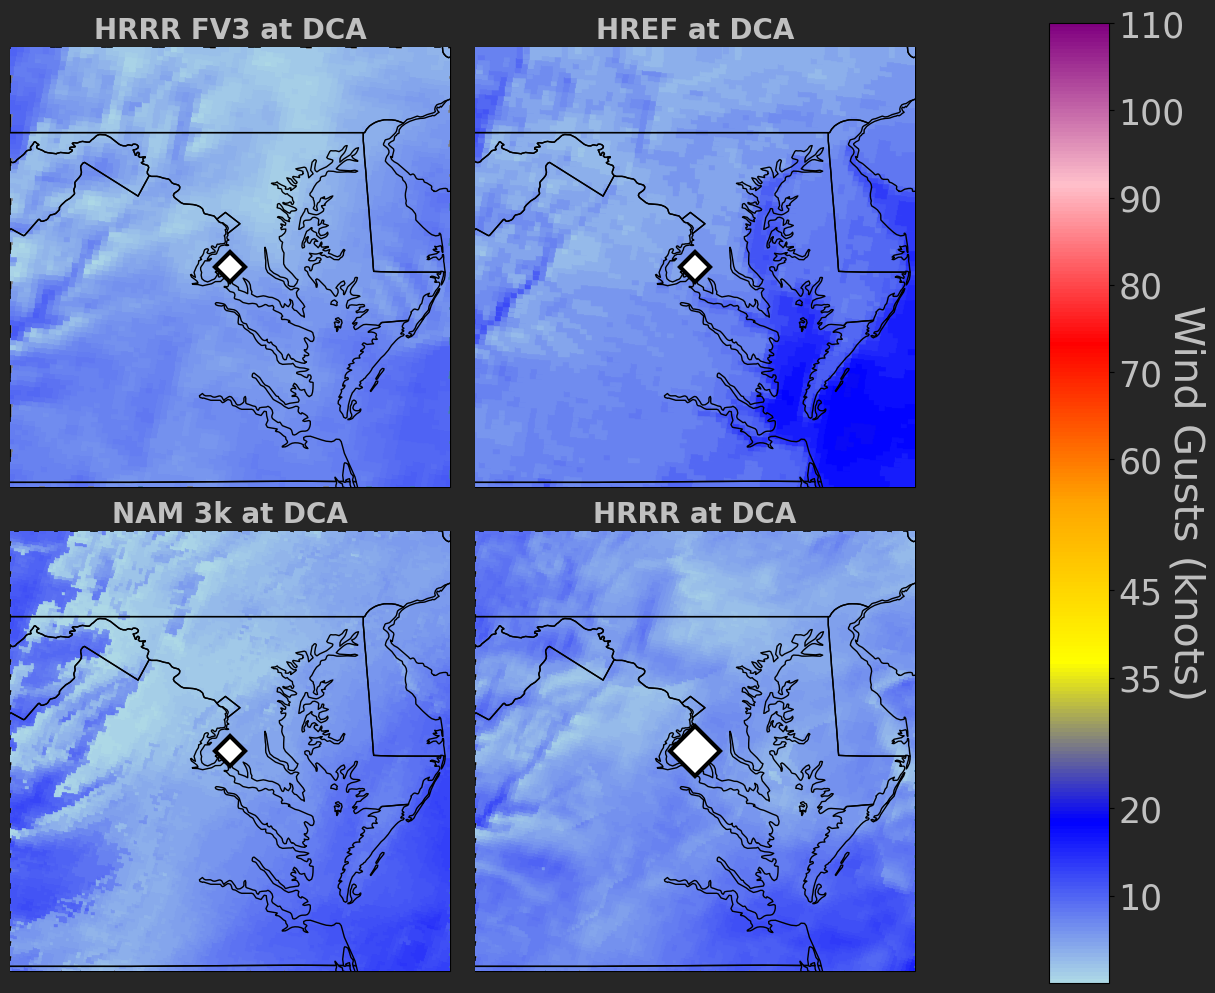 HRRR FV3 at DCA
HREF at DCA
NAM 3k at DCA
HRRR at DCA
110
100
90
80
70
60
45
35
20
10
Wind Gusts (knots)